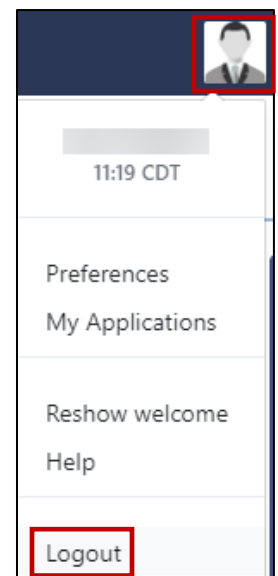 11:19 CDT
Preferences
My Applications
Reshow welcome
Help
Logout